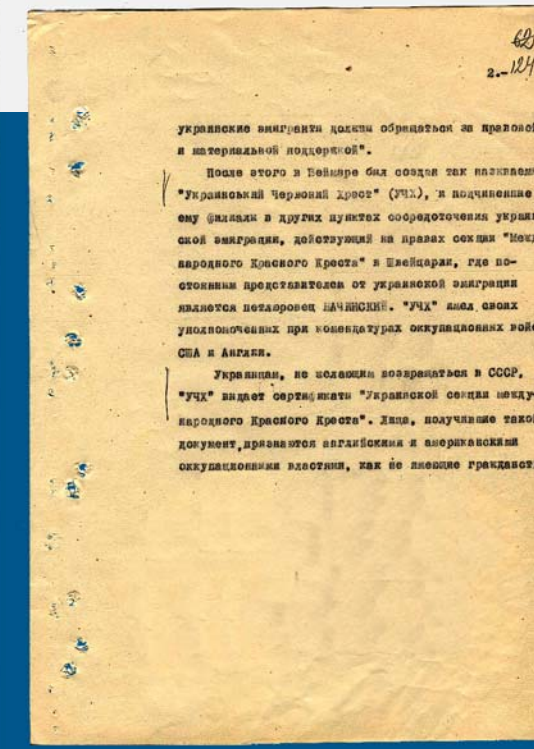 62
2.-124
украинские эмигранты должны обращаться за правовой
и материальной поддержкой".
После этого в Веймаре был создан так называем
"Украинський Червоний Хрест" (УЧХ), и подчиненные
ему филиалы в других пунктах сосредоточения украин
ской эмиграции, действующий на правах секции "Меж
народного Красного Креста" в Швейцарии, где по-
стоянным представителем от украинской эмиграции
является петлюровец БАЧИНСКИЙ. "УЧХ" имел своих
уполномоченных при комендатурах оккупационных войс
США и Англии.
Украинцам, не желающим возвращаться в СССР,
"УЧХ" выдает сертификаты "Украинской секции между-
народного Красного Креста". Лица, получившие такой
документ, признаются английскими и американскими
оккупационными властями, как не имеющие гражданст